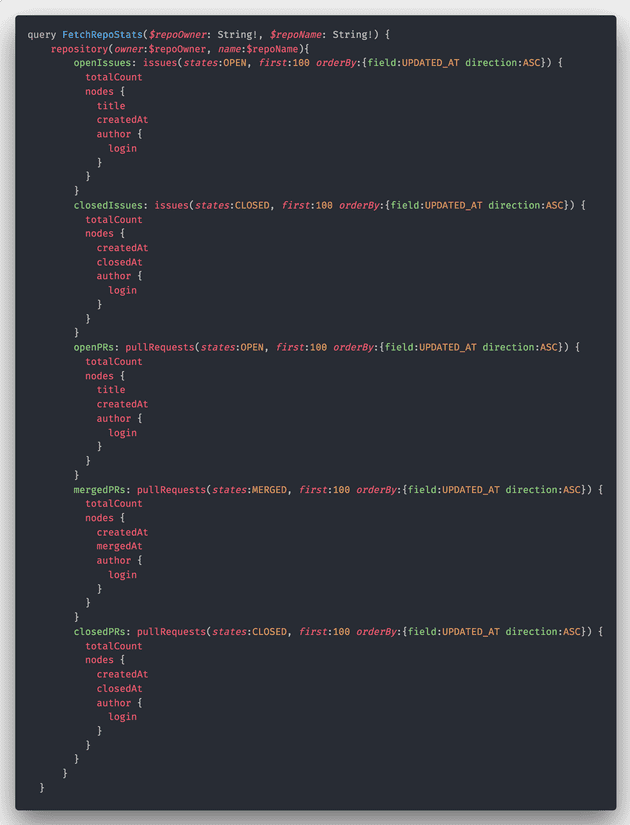 query FetchRepoStats($repoOwner: String!, $repoName: String!) {
    repository(owner:$repoOwner, name:$repoName){
        openIssues: issues(states:OPEN, first:100 orderBy:{field:UPDATED_AT direction:ASC}) {
          totalCount
          nodes {
            title
            createdAt
            author {
              login
            }
          }
        }
        closedIssues: issues(states:CLOSED, first:100 orderBy:{field:UPDATED_AT direction:ASC}) {
          totalCount
          nodes {
            createdAt
            closedAt
            author {
              login
            }
          }
        }
        openPRs: pullRequests(states:OPEN, first:100 orderBy:{field:UPDATED_AT direction:ASC}) {
          totalCount
          nodes {
            title
            createdAt
            author {
              login
            }
          }
        }
        mergedPRs: pullRequests(states:MERGED, first:100 orderBy:{field:UPDATED_AT direction:ASC}) {
          totalCount
          nodes {
            createdAt
            mergedAt
            author {
              login
            }
          }
        }
        closedPRs: pullRequests(states:CLOSED, first:100 orderBy:{field:UPDATED_AT direction:ASC}) {
          totalCount
          nodes {
            createdAt
            closedAt
            author {
              login
            }
          }
        }
      }
  }